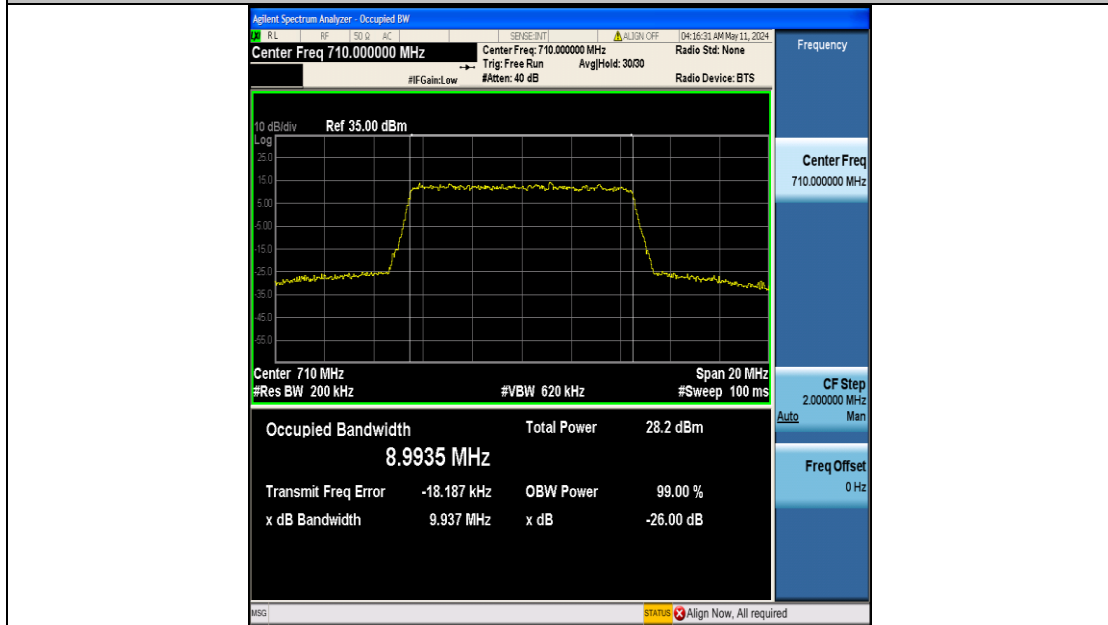 Agilent Spectrum Analyzer - Occupied BW
RL RF 50 Ω AC SENSE:INT ALIGN OFF 04:16:31 AM May 11, 2024
Center Freq 710.000000 MHz
Center Freq: 710.000000 MHz
Radio Std: None
Trig: Free Run Avg|Hold: 30/30
#IFGain:Low #Atten: 40 dB Radio Device: BTS
10 dB/div Ref 35.00 dBm
Log
25.0
15.0
5.00
-5.00
-15.0
-25.0
-35.0
-45.0
-55.0
Center 710 MHz Span 20 MHz
#Res BW 200 kHz #VBW 620 kHz #Sweep 100 ms
Occupied Bandwidth Total Power 28.2 dBm
8.9935 MHz
Transmit Freq Error -18.187 kHz OBW Power 99.00 %
x dB Bandwidth 9.937 MHz x dB -26.00 dB
MSG STATUS Align Now, All required
Frequency
Center Freq
710.000000 MHz
CF Step
2.000000 MHz
Auto Man
Freq Offset
0 Hz